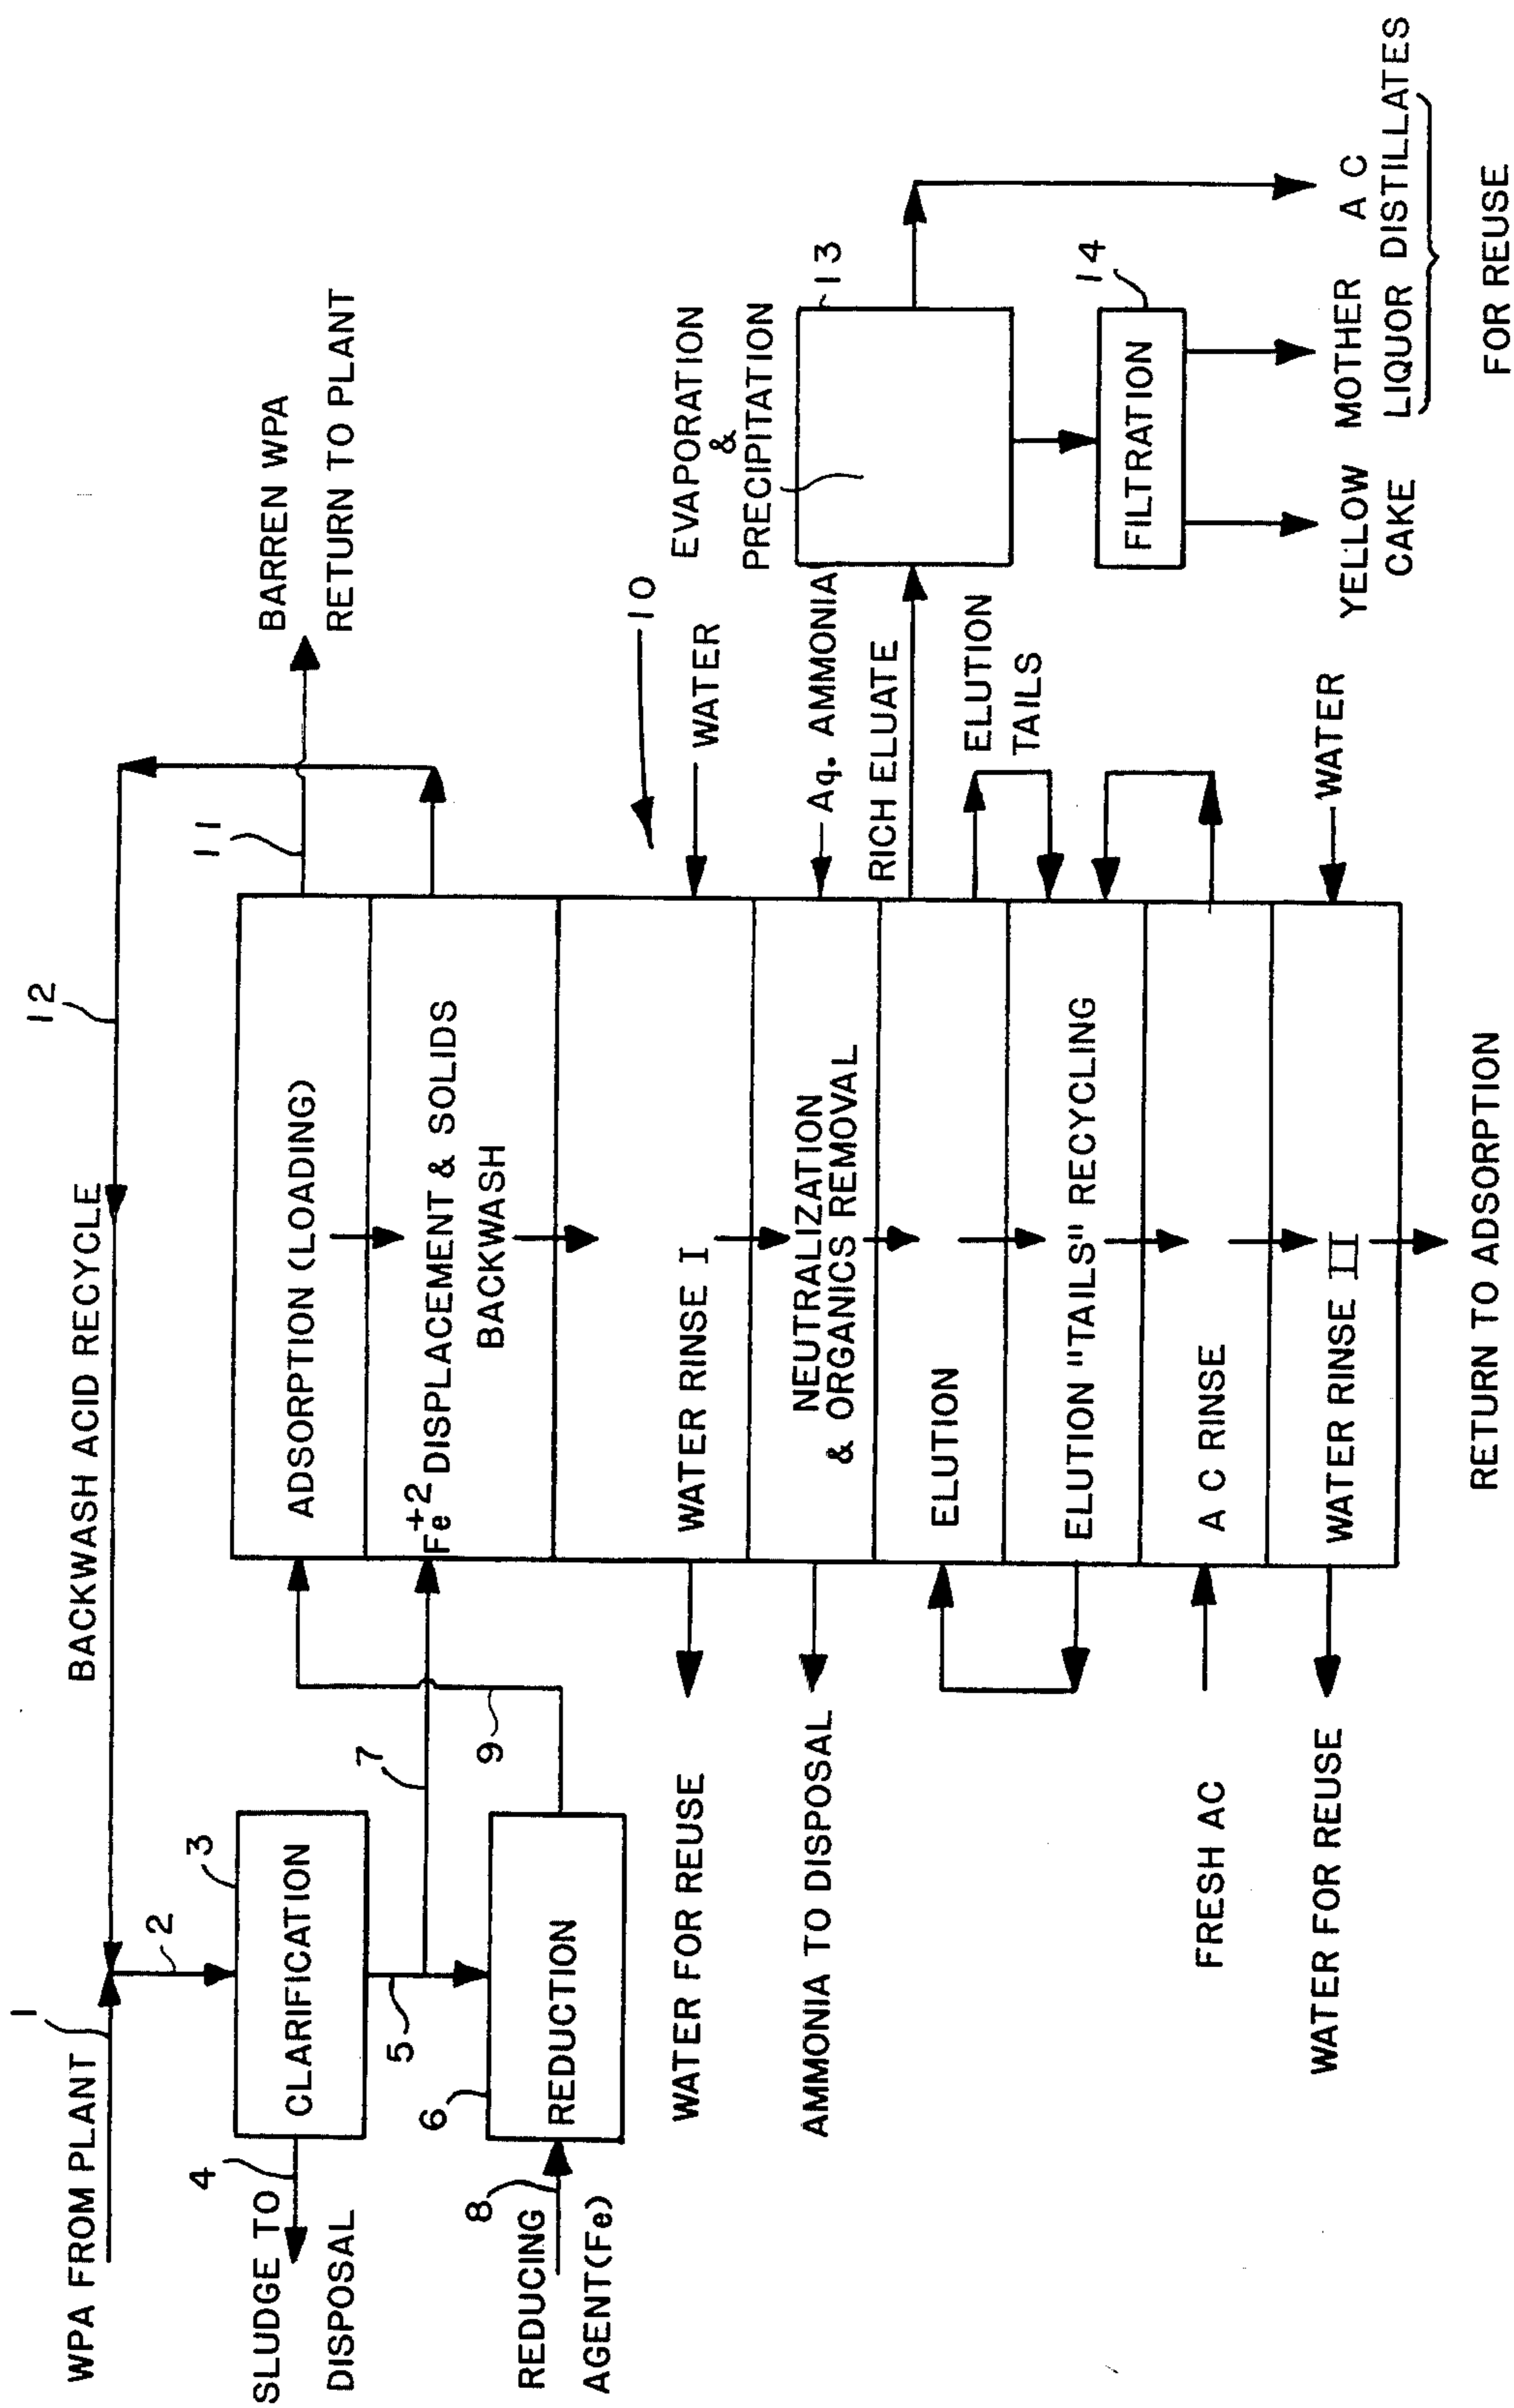 WPA FROM PLANT
1
2
BACKWASH ACID RECYCLE
12
SLUDGE TO
DISPOSAL
4
CLARIFICATION
3
5
7
REDUCING
AGENT(Fe)
8
6
REDUCTION
9
ADSORPTION (LOADING)
Fe+2 DISPLACEMENT & SOLIDS
BACKWASH
WATER RINSE I
NEUTRALIZATION
& ORGANICS REMOVAL
ELUTION
ELUTION "TAILS" RECYCLING
A C RINSE
WATER RINSE II
RETURN TO ADSORPTION
WATER FOR REUSE
AMMONIA TO DISPOSAL
FRESH AC
WATER FOR REUSE
11
BARREN WPA
RETURN TO PLANT
10
WATER
Aq. AMMONIA
RICH ELUATE
ELUTION
TAILS
WATER
EVAPORATION
&
PRECIPITATION
13
FILTRATION
14
YELLOW
CAKE
MOTHER
LIQUOR
A C
DISTILLATES
FOR REUSE